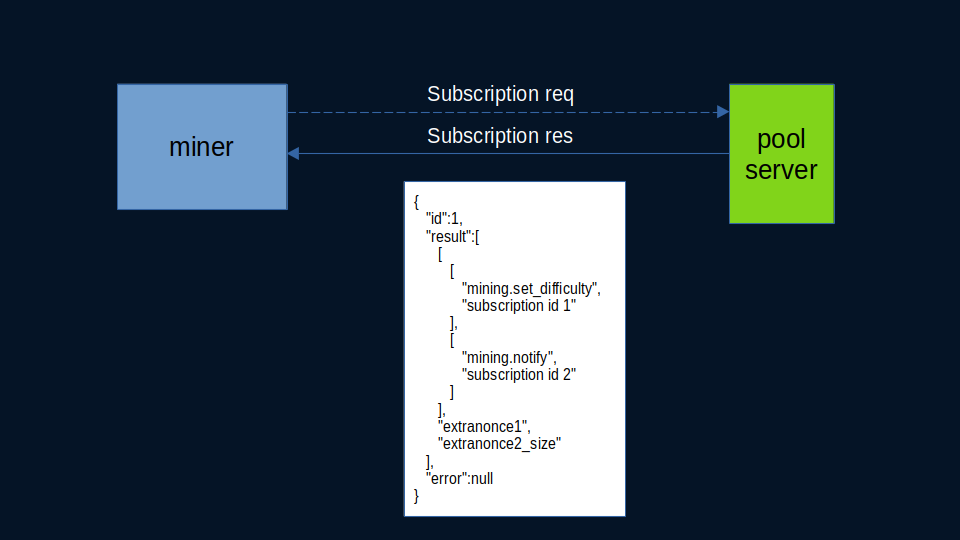 Subscription req
miner
Subscription res
pool
server
{
"id":1,
"result":[
[
[
"mining.set_difficulty",
"subscription id 1"
],
[
"mining.notify",
"subscription id 2"
]
],
"extranonce1",
"extranonce2_size"
],
"error":null
}